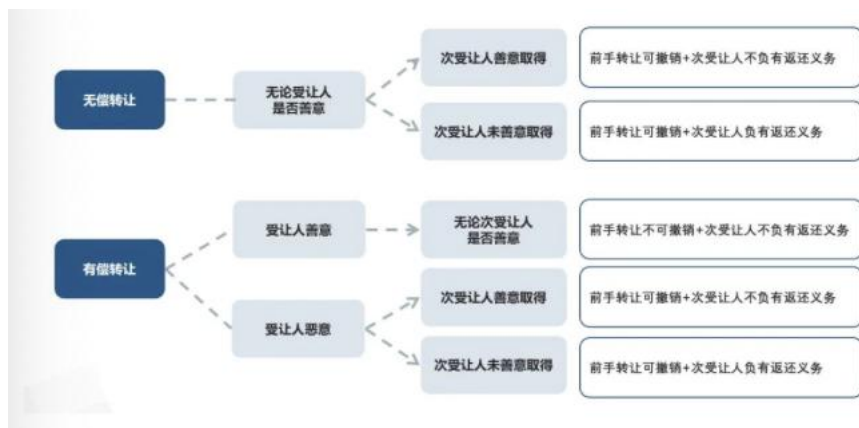 无偿转让
无论受让人
是否善意
次受让人善意取得
前手转让可撤销+次受让人不负有返还义务
次受让人未善意取得
前手转让可撤销+次受让人负有返还义务
有偿转让
受让人善意
无论次受让人
是否善意
前手转让不可撤销+次受让人不负有返还义务
受让人恶意
次受让人善意取得
前手转让可撤销+次受让人不负有返还义务
次受让人未善意取得
前手转让可撤销+次受让人负有返还义务